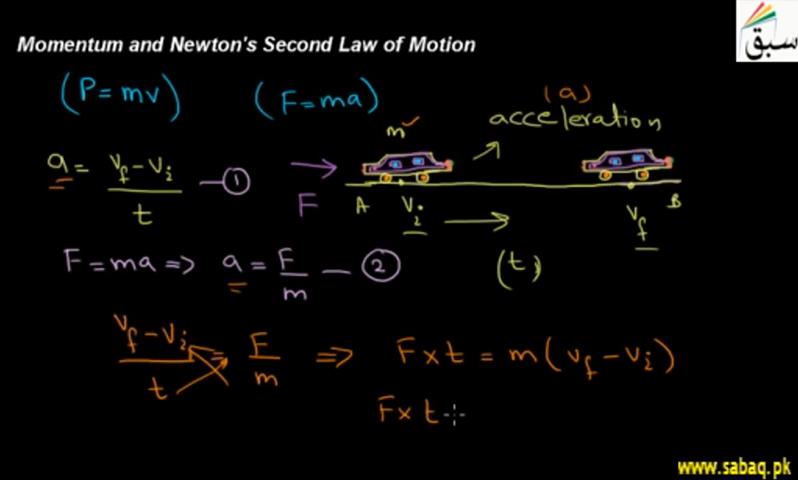 Momentum and Newton's Second Law of Motion
سبق
(P = mv) (F = ma) (a)
m acceleration
a = (vf - vi) / t — ①
F A vi vf B
F = ma => a = F/m — ② (t)
(vf - vi) / t = F/m => F x t = m(vf - vi)
F x t
www.sabaq.pk